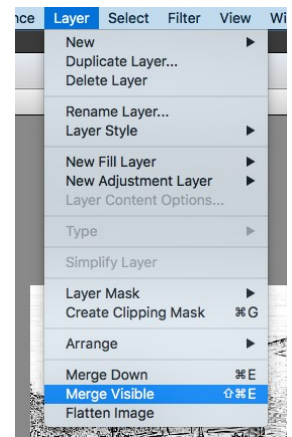 nce Layer Select Filter View Wi
New ▶
Duplicate Layer...
Delete Layer
Rename Layer...
Layer Style ▶
New Fill Layer ▶
New Adjustment Layer ▶
Layer Content Options...
Type ▶
Simplify Layer
Layer Mask ▶
Create Clipping Mask ⌘G
Arrange ▶
Merge Down ⌘E
Merge Visible ⇧⌘E
Flatten Image